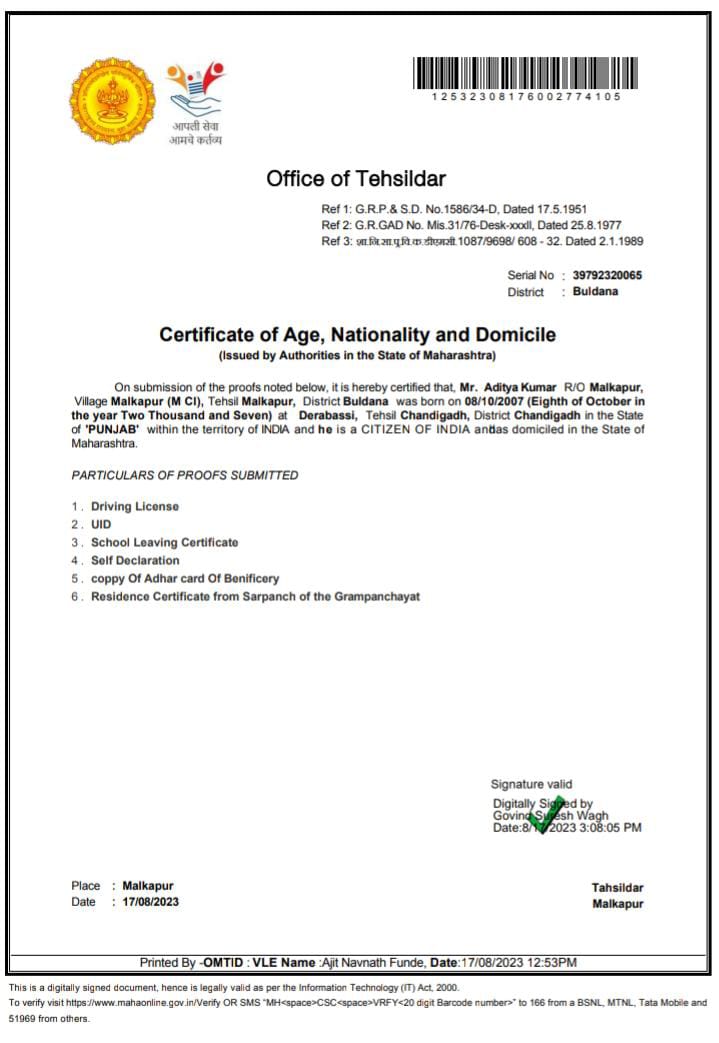 आपली सेवा
आमचे कर्तव्य
12532308176002774105
Office of Tehsildar
Ref 1: G.R.P.& S.D. No.1586/34-D, Dated 17.5.1951
Ref 2: G.R.GAD No. Mis.31/76-Desk-xxxII, Dated 25.8.1977
Ref 3: शा.नि.सा.पू.वि.क.डीएमसी.1087/9698/ 608 - 32. Dated 2.1.1989
Serial No : 39792320065
District : Buldana
Certificate of Age, Nationality and Domicile
(Issued by Authorities in the State of Maharashtra)
On submission of the proofs noted below, it is hereby certified that, Mr. Aditya Kumar R/O Malkapur,
Village Malkapur (M Cl), Tehsil Malkapur, District Buldana was born on 08/10/2007 (Eighth of October in
the year Two Thousand and Seven) at Derabassi, Tehsil Chandigadh, District Chandigadh in the State
of 'PUNJAB' within the territory of INDIA and he is a CITIZEN OF INDIA and as domiciled in the State of
Maharashtra.
PARTICULARS OF PROOFS SUBMITTED
1 . Driving License
2 . UID
3 . School Leaving Certificate
4 . Self Declaration
5 . coppy Of Adhar card Of Benificery
6 . Residence Certificate from Sarpanch of the Grampanchayat
Signature valid
Digitally Signed by
Govind Suresh Wagh
Date:8/17/2023 3:08:05 PM
Place : Malkapur
Date : 17/08/2023
Tahsildar
Malkapur
Printed By -OMTID : VLE Name :Ajit Navnath Funde, Date:17/08/2023 12:53PM
This is a digitally signed document, hence is legally valid as per the Information Technology (IT) Act, 2000.
To verify visit https://www.mahaonline.gov.in/Verify OR SMS "MH<space>CSC<space>VRFY<20 digit Barcode number>" to 166 from a BSNL, MTNL, Tata Mobile and
51969 from others.